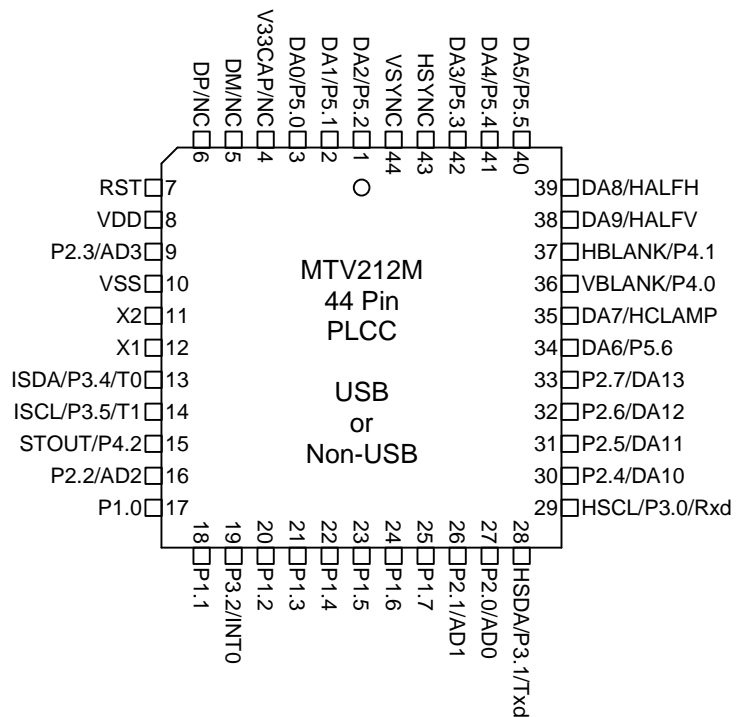 DP/NC
DM/NC
V33CAP/NC
DA0/P5.0
DA1/P5.1
DA2/P5.2
VSYNC
HSYNC
DA3/P5.3
DA4/P5.4
DA5/P5.5
6
5
4
3
2
1
44
43
42
41
40
RST 7
VDD 8
P2.3/AD3 9
VSS 10
X2 11
X1 12
ISDA/P3.4/T0 13
ISCL/P3.5/T1 14
STOUT/P4.2 15
P2.2/AD2 16
P1.0 17
MTV212M
44 Pin
PLCC
USB
or
Non-USB
39 DA8/HALFH
38 DA9/HALFV
37 HBLANK/P4.1
36 VBLANK/P4.0
35 DA7/HCLAMP
34 DA6/P5.6
33 P2.7/DA13
32 P2.6/DA12
31 P2.5/DA11
30 P2.4/DA10
29 HSCL/P3.0/Rxd
18
19
20
21
22
23
24
25
26
27
28
P1.1
P3.2/INT0
P1.2
P1.3
P1.4
P1.5
P1.6
P1.7
P2.1/AD1
P2.0/AD0
HSDA/P3.1/Txd